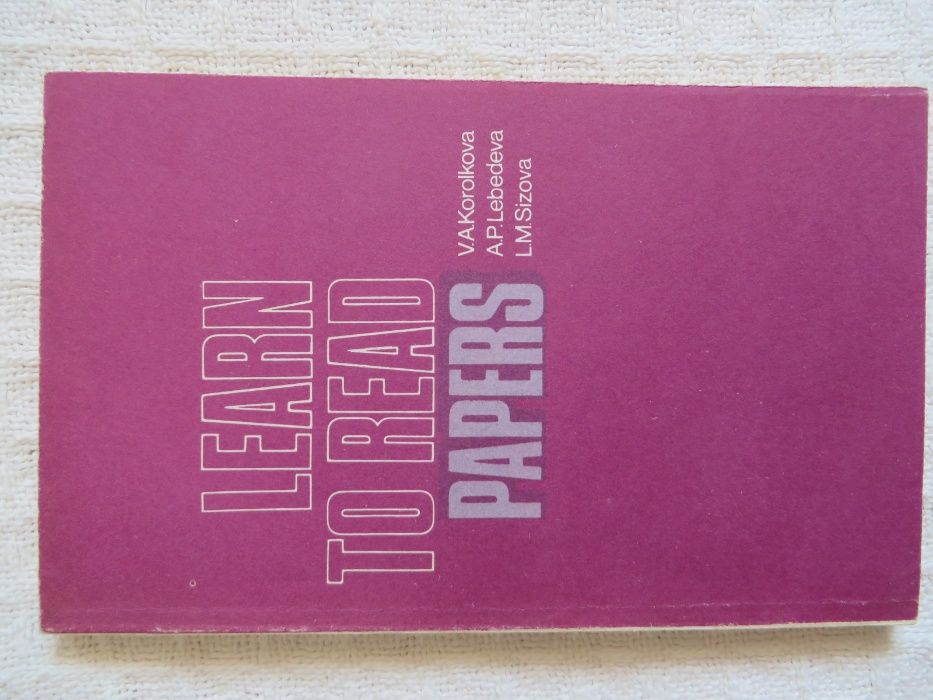 LEARN
TO READ
PAPERS
V.A.Korolkova
A.P.Lebedeva
L.M.Sizova